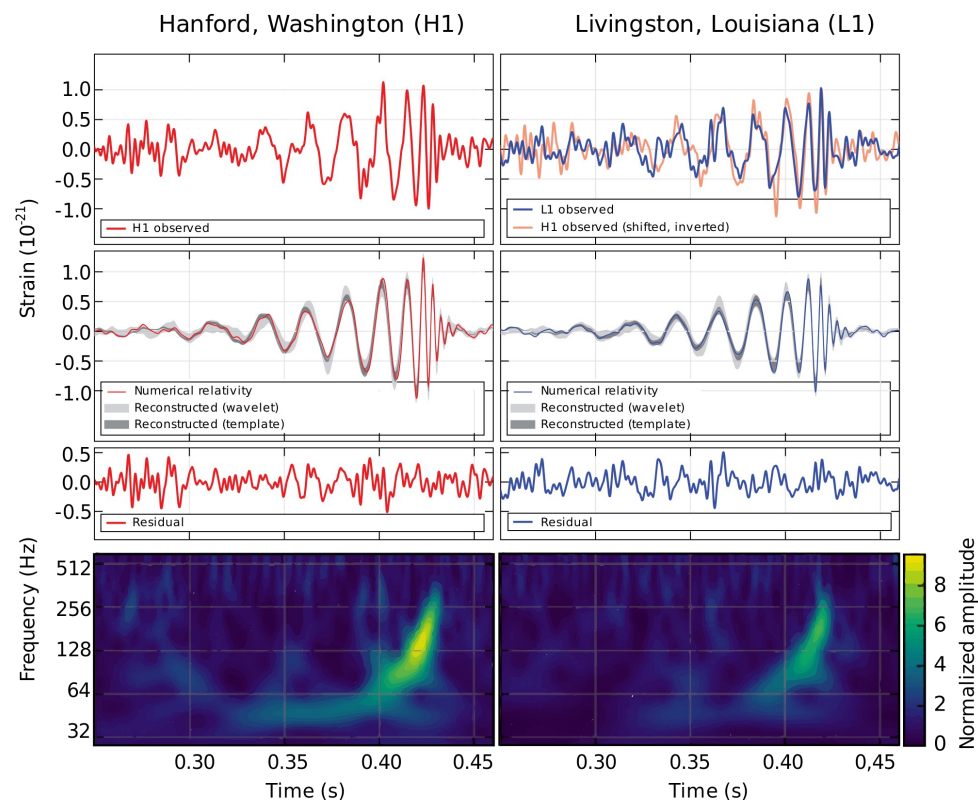 Hanford, Washington (H1)
Livingston, Louisiana (L1)
Strain (10-21)
1.0
0.5
0.0
-0.5
-1.0
H1 observed
L1 observed
H1 observed (shifted, inverted)
1.0
0.5
0.0
-0.5
-1.0
Numerical relativity
Reconstructed (wavelet)
Reconstructed (template)
Numerical relativity
Reconstructed (wavelet)
Reconstructed (template)
0.5
0.0
-0.5
Residual
Residual
Frequency (Hz)
512
256
128
64
32
8
6
4
2
0
Normalized amplitude
0.30
0.35
0.40
0.45
0.30
0.35
0.40
0,45
Time (s)
Time (s)